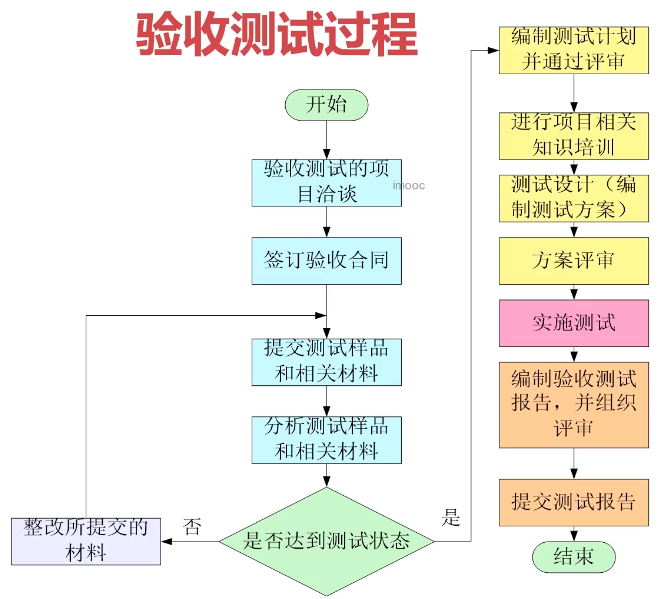 验收测试过程
开始
验收测试的项
目洽谈
imooc
签订验收合同
提交测试样品
和相关材料
分析测试样品
和相关材料
是否达到测试状态
否
整改所提交的
材料
是
编制测试计划
并通过评审
进行项目相关
知识培训
测试设计（编
制测试方案）
方案评审
实施测试
编制验收测试
报告，并组织
评审
提交测试报告
结束